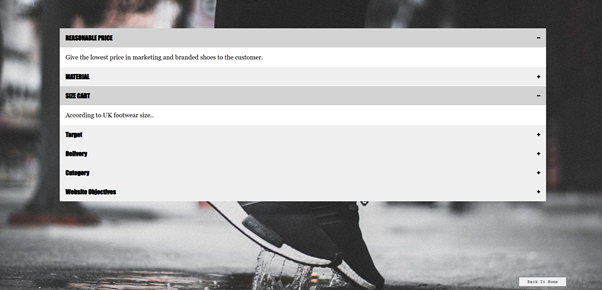 REASONABLE PRICE −
Give the lowest price in marketing and branded shoes to the customer.
MATERIAL +
SIZE CART −
According to UK footwear size..
Target +
Delivery +
Category +
Website Objectives +
Back To Home